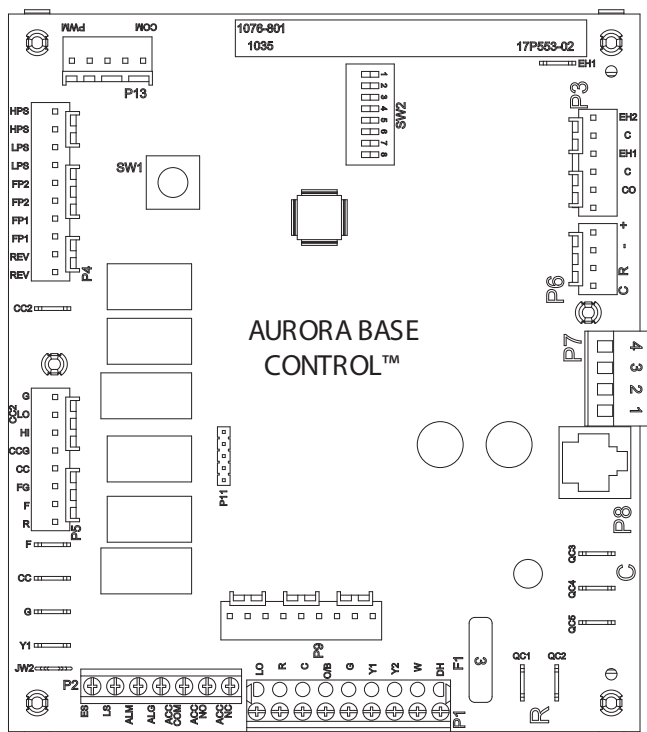 PWM COM
P13
1076-801
1035 17P553-02
EH1
1
2
3
4
5
6
7
8
SW2
P3
EH2
C
EH1
C
CO
HPS
HPS
LPS
LPS
FP2
FP2
FP1
FP1
REV
REV
P4
SW1
+
-
R
C
P6
CC2
AURORA BASE
CONTROL™
P7
4
3
2
1
G
CC2
LO
HI
CCG
CC
FG
F
R
P5
P11
P8
F
CC
G
Y1
JW2
QC3
QC4
QC5
C
P9
P2
ES
LS
ALM
ALG
ACC COM
ACC NO
ACC NC
LO
R
C
O/B
G
Y1
Y2
W
DH
P1
F1
3
QC1
QC2
R